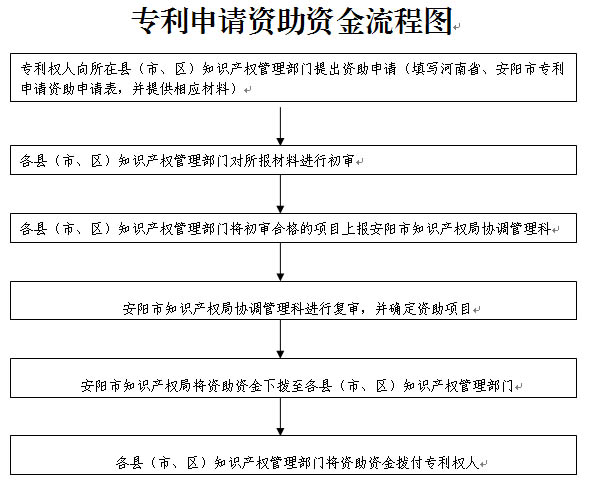 专利申请资助资金流程图
专利权人向所在县（市、区）知识产权管理部门提出资助申请（填写河南省、安阳市专利
申请资助申请表，并提供相应材料）
各县（市、区）知识产权管理部门对所报材料进行初审
各县（市、区）知识产权管理部门将初审合格的项目上报安阳市知识产权局协调管理科
安阳市知识产权局协调管理科进行复审，并确定资助项目
安阳市知识产权局将资助资金下拨至各县（市、区）知识产权管理部门
各县（市、区）知识产权管理部门将资助资金拨付专利权人